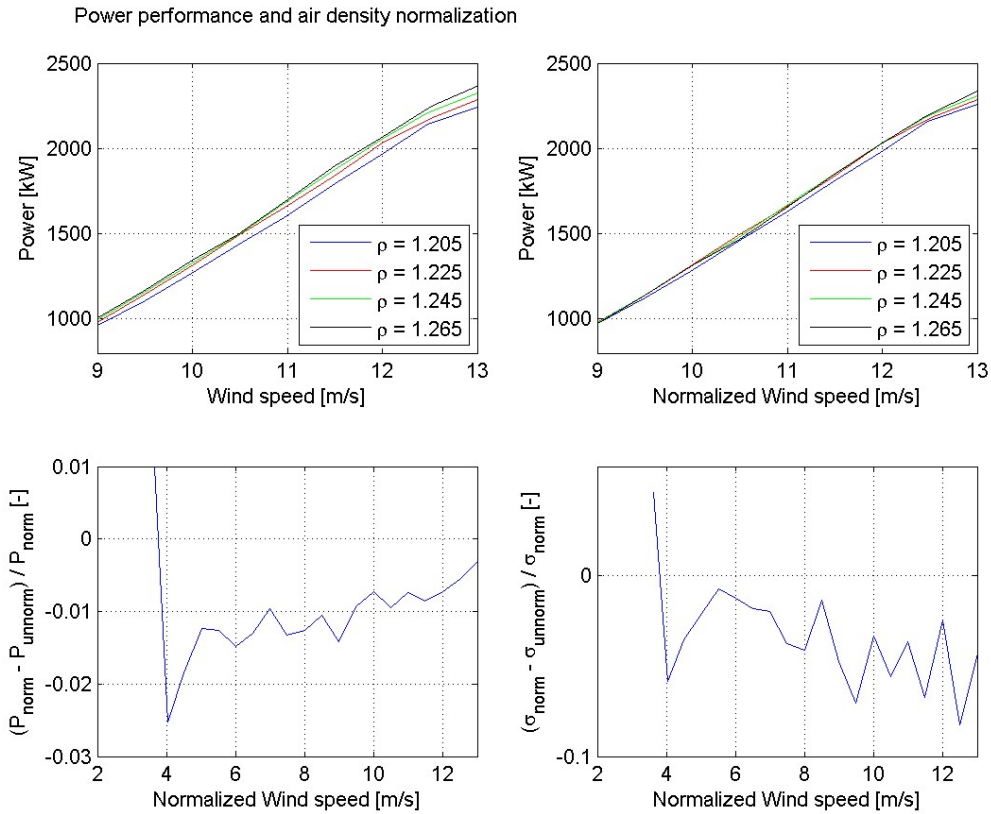 Power performance and air density normalization
2500
2000
1500
1000
Power [kW]
ρ = 1.205
ρ = 1.225
ρ = 1.245
ρ = 1.265
9 10 11 12 13
Wind speed [m/s]
2500
2000
1500
1000
Power [kW]
ρ = 1.205
ρ = 1.225
ρ = 1.245
ρ = 1.265
9 10 11 12 13
Normalized Wind speed [m/s]
0.01
0
-0.01
-0.02
-0.03
(P_norm - P_unnorm) / P_norm [-]
2 4 6 8 10 12
Normalized Wind speed [m/s]
0
-0.1
(σ_norm - σ_unnorm) / σ_norm [-]
2 4 6 8 10 12
Normalized Wind speed [m/s]